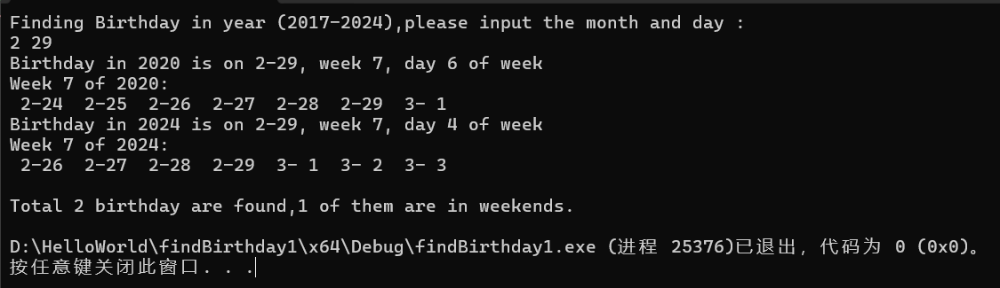 Finding Birthday in year (2017-2024),please input the month and day :
2 29
Birthday in 2020 is on 2-29, week 7, day 6 of week
Week 7 of 2020:
 2-24  2-25  2-26  2-27  2-28  2-29  3- 1
Birthday in 2024 is on 2-29, week 7, day 4 of week
Week 7 of 2024:
 2-26  2-27  2-28  2-29  3- 1  3- 2  3- 3
Total 2 birthday are found,1 of them are in weekends.
D:\HelloWorld\findBirthday1\x64\Debug\findBirthday1.exe (进程 25376)已退出，代码为 0 (0x0)。
按任意键关闭此窗口. . .